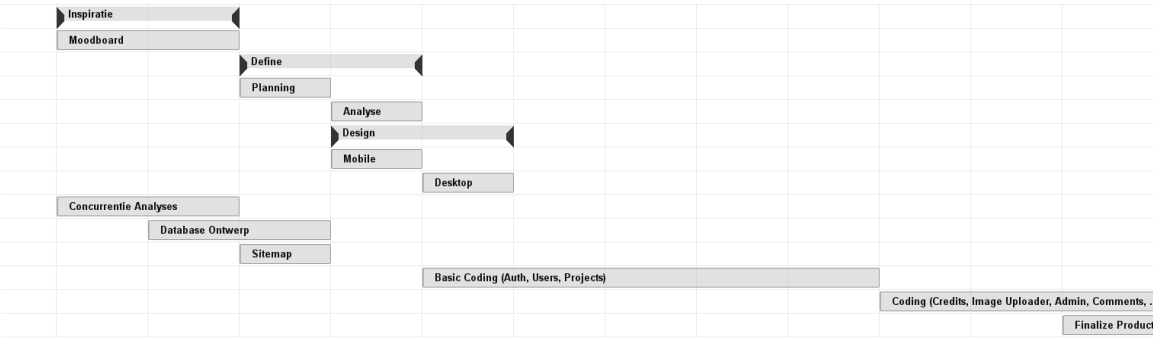 Inspiratie
Moodboard
Define
Planning
Analyse
Design
Mobile
Desktop
Concurrentie Analyses
Database Ontwerp
Sitemap
Basic Coding (Auth, Users, Projects)
Coding (Credits, Image Uploader, Admin, Comments, .
Finalize Product